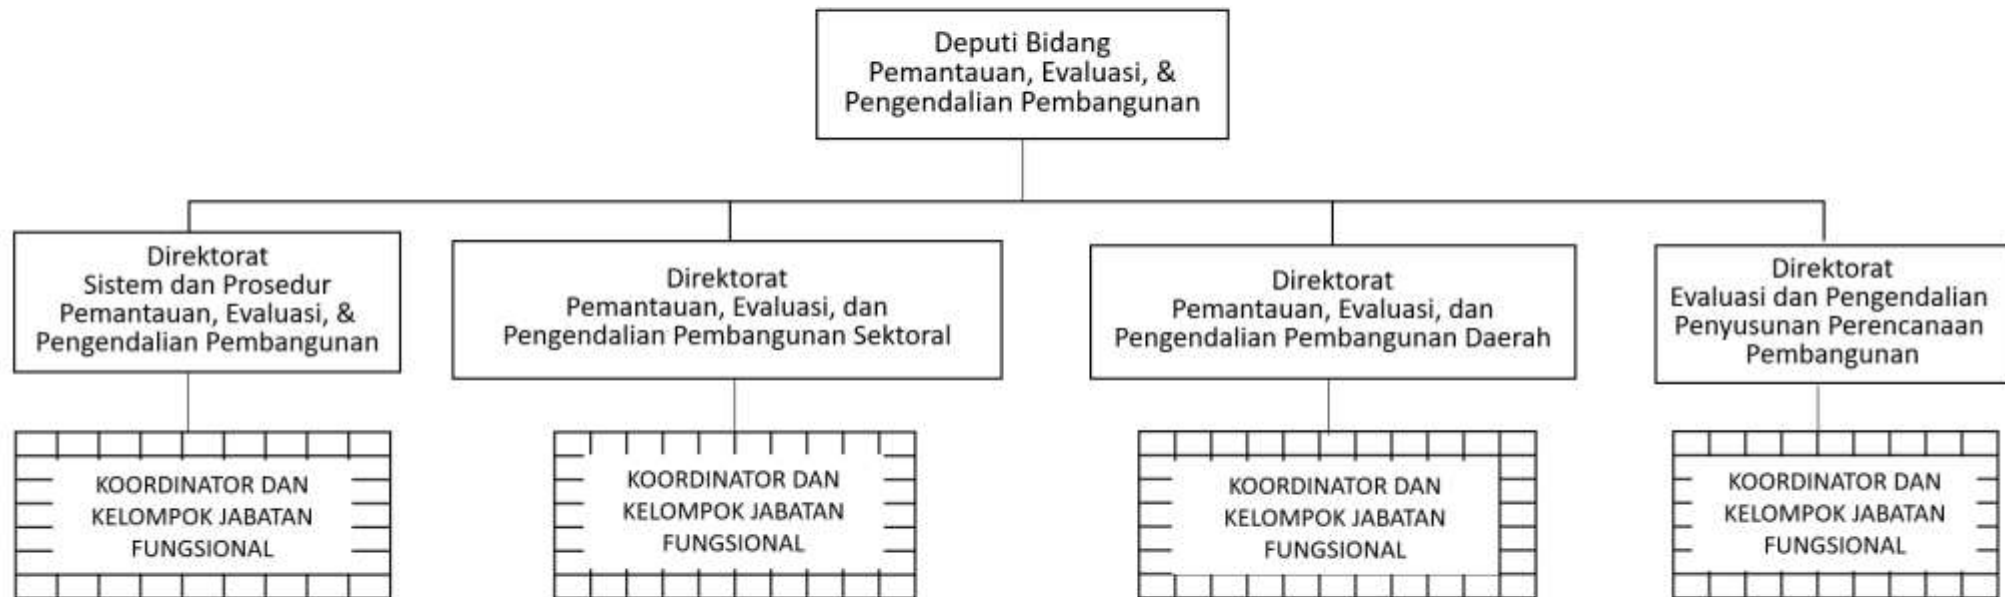 Deputi Bidang
Pemantauan, Evaluasi, &
Pengendalian Pembangunan
Direktorat
Sistem dan Prosedur
Pemantauan, Evaluasi, &
Pengendalian Pembangunan
Direktorat
Pemantauan, Evaluasi, dan
Pengendalian Pembangunan Sektoral
Direktorat
Pemantauan, Evaluasi, dan
Pengendalian Pembangunan Daerah
Direktorat
Evaluasi dan Pengendalian
Penyusunan Perencanaan
Pembangunan
KOORDINATOR DAN
KELOMPOK JABATAN
FUNGSIONAL
KOORDINATOR DAN
KELOMPOK JABATAN
FUNGSIONAL
KOORDINATOR DAN
KELOMPOK JABATAN
FUNGSIONAL
KOORDINATOR DAN
KELOMPOK JABATAN
FUNGSIONAL